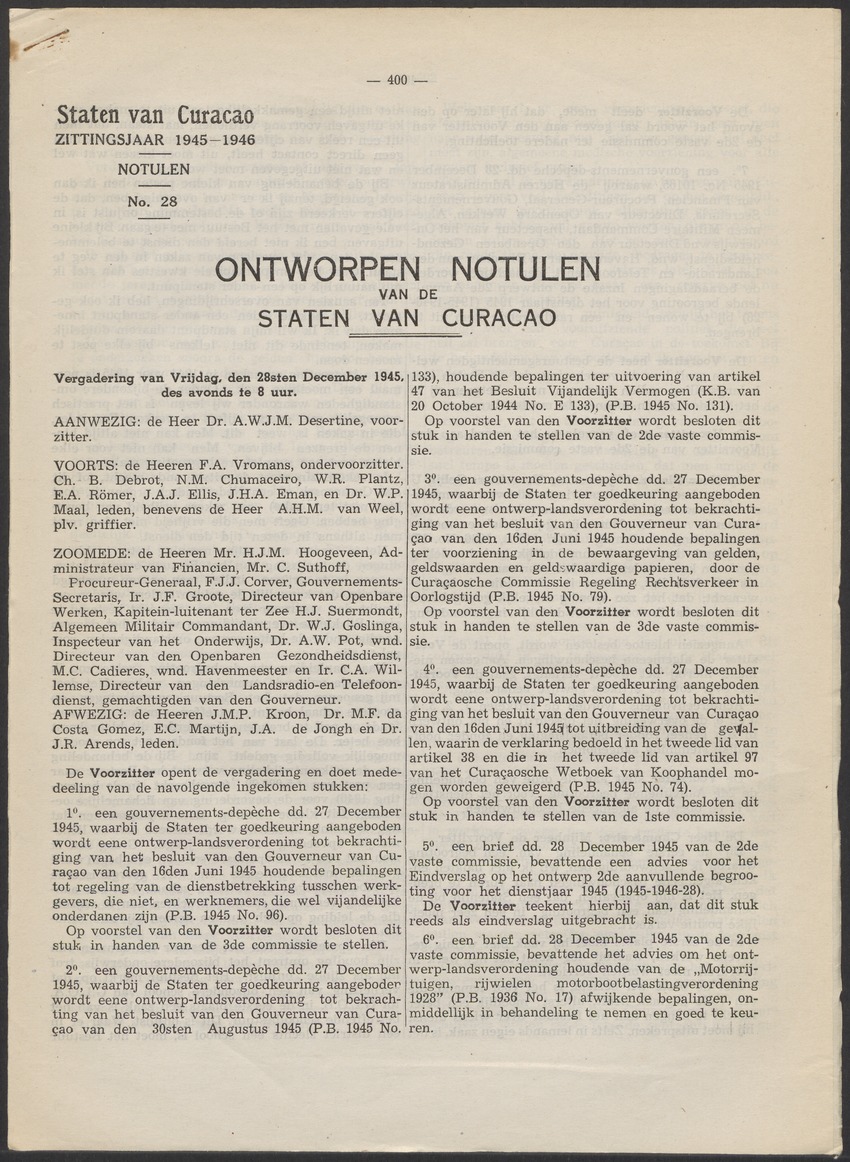 — 400 —
Staten van Curacao
ZITTINGSJAAR 1945—1946
NOTULEN
No. 28
ONTWORPEN NOTULEN
VAN DE
STATEN VAN CURACAO
Vergadering van Vrijdag, den 28sten December 1945,
des avonds te 8 uur.
AANWEZIG: de Heer Dr. A.W.J.M. Desertine, voor-
zitter.
VOORTS: de Heeren F.A. Vromans, ondervoorzitter.
Ch. B. Debrot, N.M. Chumaceiro, W.R. Plantz,
E.A. Römer, J.A.J. Ellis, J.H.A. Eman, en Dr. W.P.
Maal, leden, benevens de Heer A.H.M. van Weel,
plv. griffier.
ZOOMEDE: de Heeren Mr. H.J.M. Hoogeveen, Ad-
ministrateur van Financien, Mr. C. Suthoff,
Procureur-Generaal, F.J.J. Corver, Gouvernements-
Secretaris, Ir. J.F. Groote, Directeur van Openbare
Werken, Kapitein-luitenant ter Zee H.J. Suermondt,
Algemeen Militair Commandant, Dr. W.J. Goslinga,
Inspecteur van het Onderwijs, Dr. A.W. Pot, wnd.
Directeur van den Openbaren Gezondheidsdienst,
M.C. Cadieres, wnd. Havenmeester en Ir. C.A. Wil-
lemse, Directeur van den Landsradio-en Telefoon-
dienst, gemachtigden van den Gouverneur.
AFWEZIG: de Heeren J.M.P. Kroon, Dr. M.F. da
Costa Gomez, E.C. Martijn, J.A. de Jongh en Dr.
J.R. Arends, leden.
De Voorzitter opent de vergadering en doet mede-
deeling van de navolgende ingekomen stukken:
1º. een gouvernements-depèche dd. 27 December
1945, waarbij de Staten ter goedkeuring aangeboden
wordt eene ontwerp-landsverordening tot bekrachti-
ging van het besluit van den Gouverneur van Cu-
raçao van den 16den Juni 1945 houdende bepalingen
tot regeling van de dienstbetrekking tusschen werk-
gevers, die niet, en werknemers, die wel vijandelijke
onderdanen zijn (P.B. 1945 No. 96).
Op voorstel van den Voorzitter wordt besloten dit
stuk in handen van de 3de commissie te stellen.
2º. een gouvernements-depèche dd. 27 December
1945, waarbij de Staten ter goedkeuring aangeboden
wordt eene ontwerp-landsverordening tot bekrach-
ting van het besluit van den Gouverneur van Cura-
çao van den 30sten Augustus 1945 (P.B. 1945 No.
133), houdende bepalingen ter uitvoering van artikel
47 van het Besluit Vijandelijk Vermogen (K.B. van
20 October 1944 No. E 133), (P.B. 1945 No. 131).
Op voorstel van den Voorzitter wordt besloten dit
stuk in handen te stellen van de 2de vaste commis-
sie.
3º. een gouvernements-depèche dd. 27 December
1945, waarbij de Staten ter goedkeuring aangeboden
wordt eene ontwerp-landsverordening tot bekrachti-
ging van het besluit van den Gouverneur van Cura-
çao van den 16den Juni 1945 houdende bepalingen
ter voorziening in de bewaargeving van gelden,
geldswaarden en geldswaardige papieren, door de
Curaçaosche Commissie Regeling Rechtsverkeer in
Oorlogstijd (P.B. 1945 No. 79).
Op voorstel van den Voorzitter wordt besloten dit
stuk in handen te stellen van de 3de vaste commis-
sie.
4º. een gouvernements-depèche dd. 27 December
1945, waarbij de Staten ter goedkeuring aangeboden
wordt eene ontwerp-landsverordening tot bekrachti-
ging van het besluit van den Gouverneur van Curaçao
van den 16den Juni 1945 tot uitbreiding van de geval-
len, waarin de verklaring bedoeld in het tweede lid van
artikel 38 en die in het tweede lid van artikel 97
van het Curaçaosche Wetboek van Koophandel mo-
gen worden geweigerd (P.B. 1945 No. 74).
Op voorstel van den Voorzitter wordt besloten dit
stuk in handen te stellen van de 1ste commissie.
5º. een brief dd. 28 December 1945 van de 2de
vaste commissie, bevattende een advies voor het
Eindverslag op het ontwerp 2de aanvullende begroo-
ting voor het dienstjaar 1945 (1945-1946-28).
De Voorzitter teekent hierbij aan, dat dit stuk
reeds als eindverslag uitgebracht is.
6º. een brief dd. 28 December 1945 van de 2de
vaste commissie, bevattende het advies om het ont-
werp-landsverordening houdende van de „Motorrij-
tuigen, rijwielen motorbootbelastingverordening
1928" (P.B. 1936 No. 17) afwijkende bepalingen, on-
middellijk in behandeling te nemen en goed te keu-
ren.